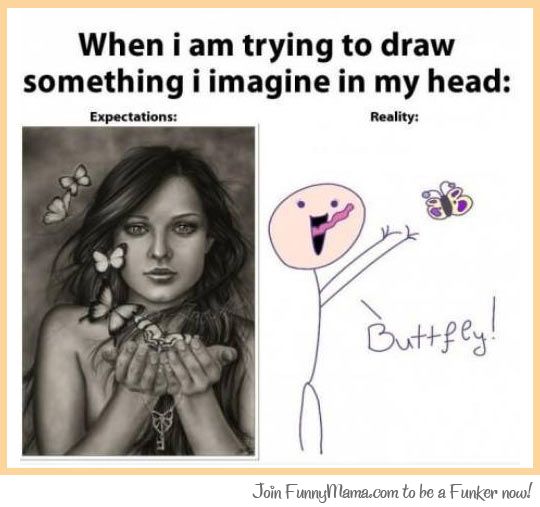 When i am trying to draw
something i imagine in my head:
Expectations:
Reality:
Buttfly!
Join FunnyMama.com to be a Funker now!